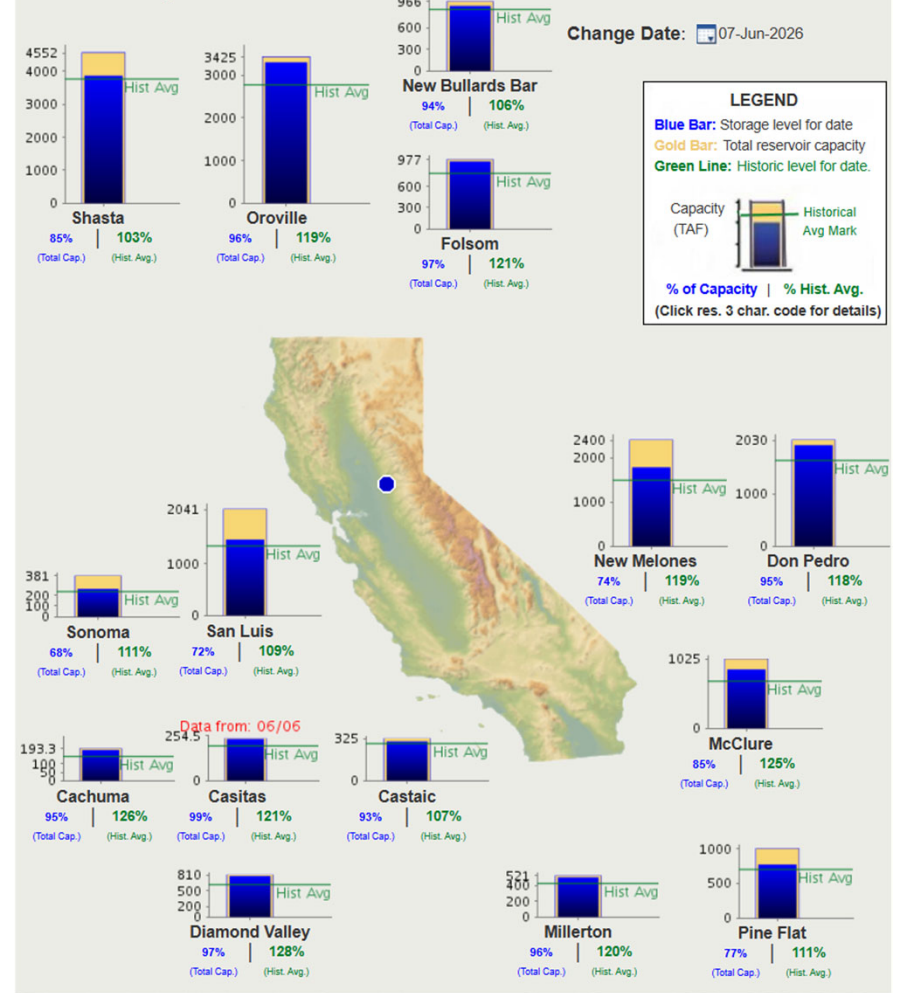 966
600
300
0
Hist Avg
New Bullards Bar
94% | 106%
(Total Cap.) (Hist. Avg.)
Change Date: 07-Jun-2026
4552
4000
3000
2000
1000
0
Hist Avg
Shasta
85% | 103%
(Total Cap.) (Hist. Avg.)
3425
3000
2000
1000
0
Hist Avg
Oroville
96% | 119%
(Total Cap.) (Hist. Avg.)
977
600
300
0
Hist Avg
Folsom
97% | 121%
(Total Cap.) (Hist. Avg.)
LEGEND
Blue Bar: Storage level for date
Gold Bar: Total reservoir capacity
Green Line: Historic level for date.
Capacity
(TAF)
Historical
Avg Mark
% of Capacity | % Hist. Avg.
(Click res. 3 char. code for details)
2400
2000
1000
0
Hist Avg
New Melones
74% | 119%
(Total Cap.) (Hist. Avg.)
2030
1000
0
Hist Avg
Don Pedro
95% | 118%
(Total Cap.) (Hist. Avg.)
381
200
100
0
Hist Avg
Sonoma
68% | 111%
(Total Cap.) (Hist. Avg.)
2041
1000
0
Hist Avg
San Luis
72% | 109%
(Total Cap.) (Hist. Avg.)
1025
0
Hist Avg
McClure
85% | 125%
(Total Cap.) (Hist. Avg.)
193.3
100
50
0
Hist Avg
Cachuma
95% | 126%
(Total Cap.) (Hist. Avg.)
Data from: 06/06
254.5
0
Hist Avg
Casitas
99% | 121%
(Total Cap.) (Hist. Avg.)
325
0
Hist Avg
Castaic
93% | 107%
(Total Cap.) (Hist. Avg.)
810
500
200
0
Hist Avg
Diamond Valley
97% | 128%
(Total Cap.) (Hist. Avg.)
521
400
200
0
Hist Avg
Millerton
96% | 120%
(Total Cap.) (Hist. Avg.)
1000
500
0
Hist Avg
Pine Flat
77% | 111%
(Total Cap.) (Hist. Avg.)